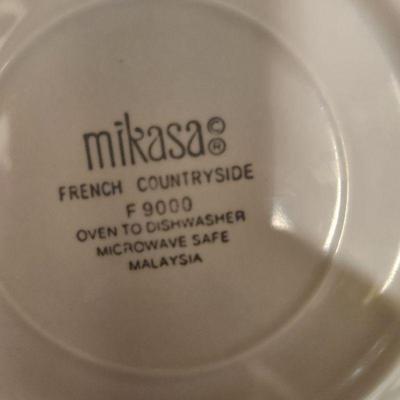 mikasa©®
FRENCH COUNTRYSIDE
F 9000
OVEN TO DISHWASHER
MICROWAVE SAFE
MALAYSIA